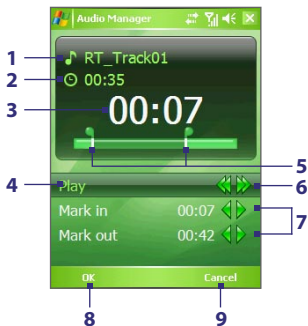 Audio Manager
1 RT_Track01
2 00:35
3 00:07
5
4 Play 6
Mark in 00:07
7
Mark out 00:42
OK Cancel
8 9